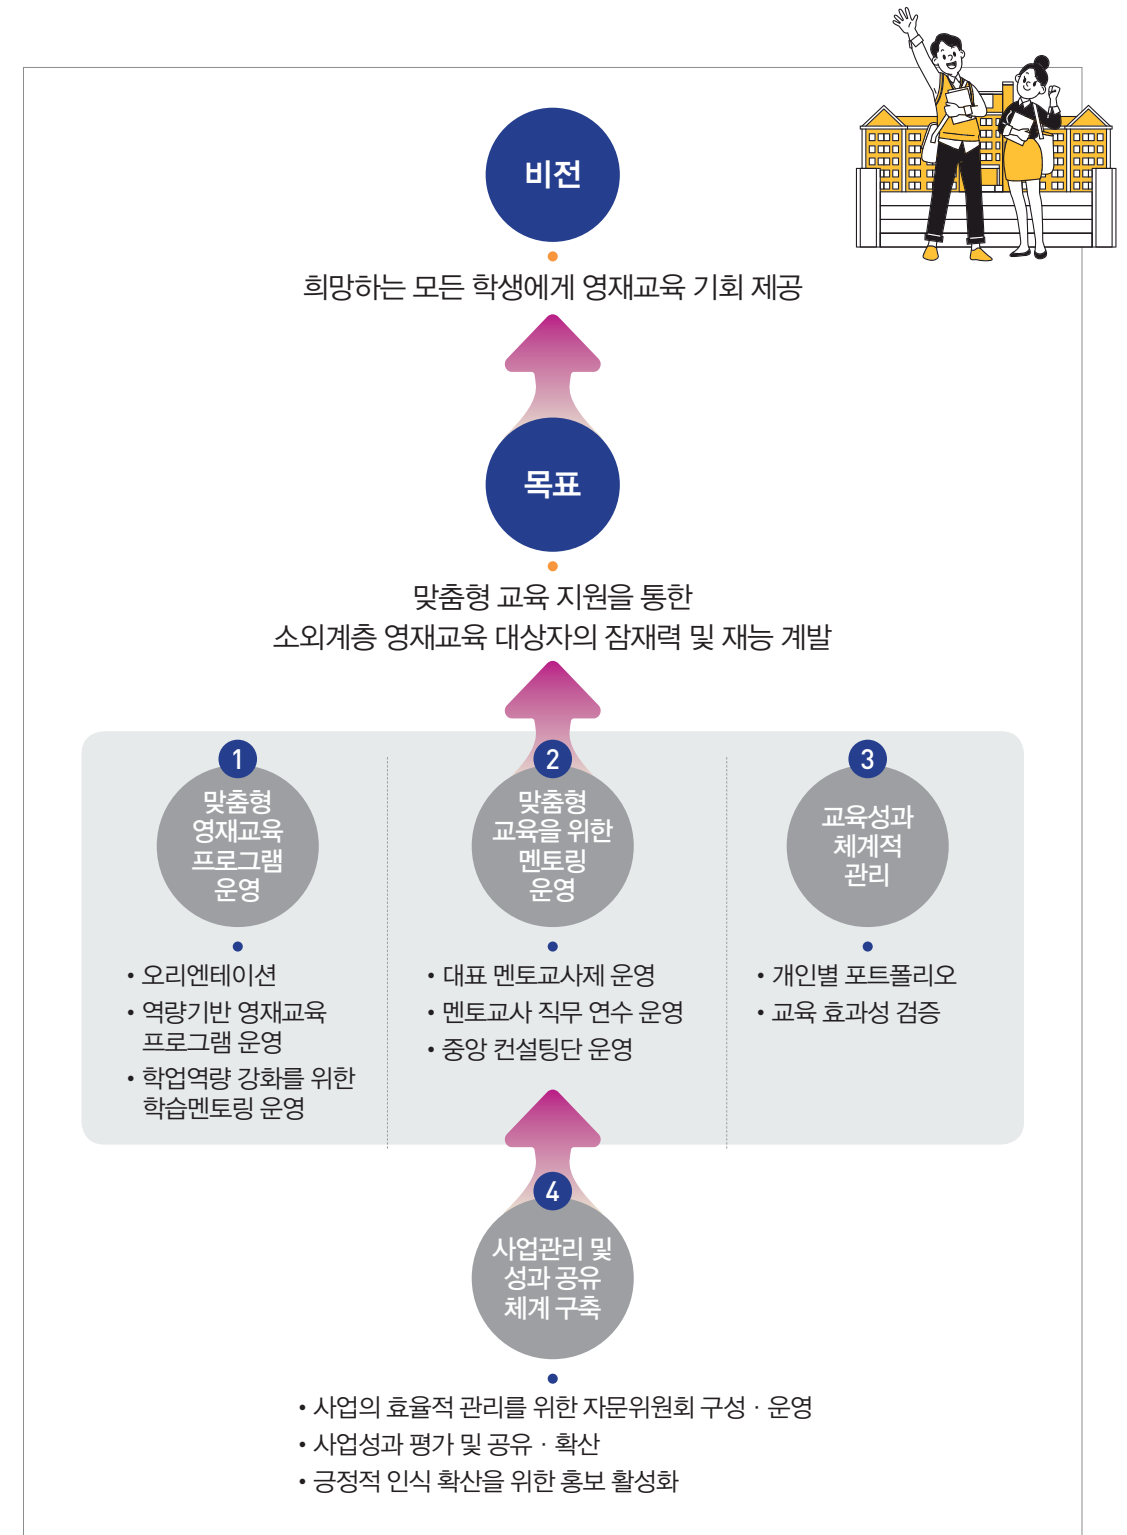 비전
희망하는 모든 학생에게 영재교육 기회 제공
목표
맞춤형 교육 지원을 통한
소외계층 영재교육 대상자의 잠재력 및 재능 계발
1
맞춤형
영재교육
프로그램
운영
• 오리엔테이션
• 역량기반 영재교육
프로그램 운영
• 학업역량 강화를 위한
학습멘토링 운영
2
맞춤형
교육을 위한
멘토링
운영
• 대표 멘토교사제 운영
• 멘토교사 직무 연수 운영
• 중앙 컨설팅단 운영
3
교육성과
체계적
관리
• 개인별 포트폴리오
• 교육 효과성 검증
4
사업관리 및
성과 공유
체계 구축
• 사업의 효율적 관리를 위한 자문위원회 구성 · 운영
• 사업성과 평가 및 공유 · 확산
• 긍정적 인식 확산을 위한 홍보 활성화